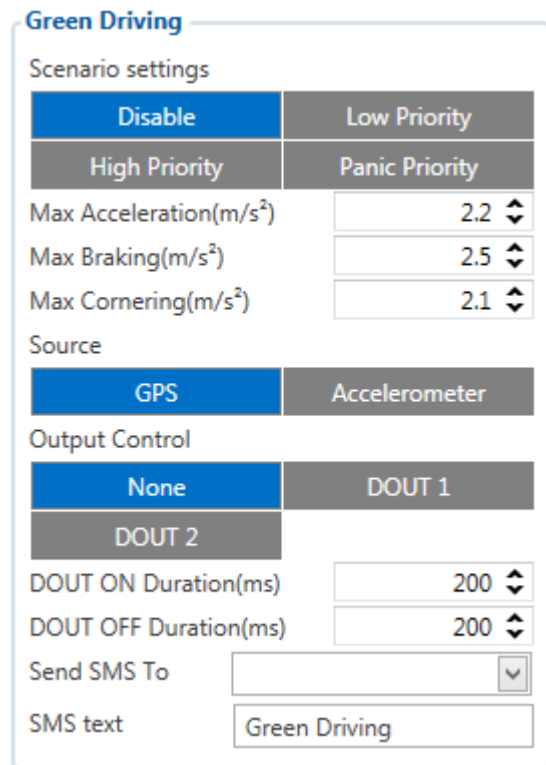 Green Driving
Scenario settings
Disable Low Priority
High Priority Panic Priority
Max Acceleration(m/s²) 2.2
Max Braking(m/s²) 2.5
Max Cornering(m/s²) 2.1
Source
GPS Accelerometer
Output Control
None DOUT 1
DOUT 2
DOUT ON Duration(ms) 200
DOUT OFF Duration(ms) 200
Send SMS To
SMS text Green Driving